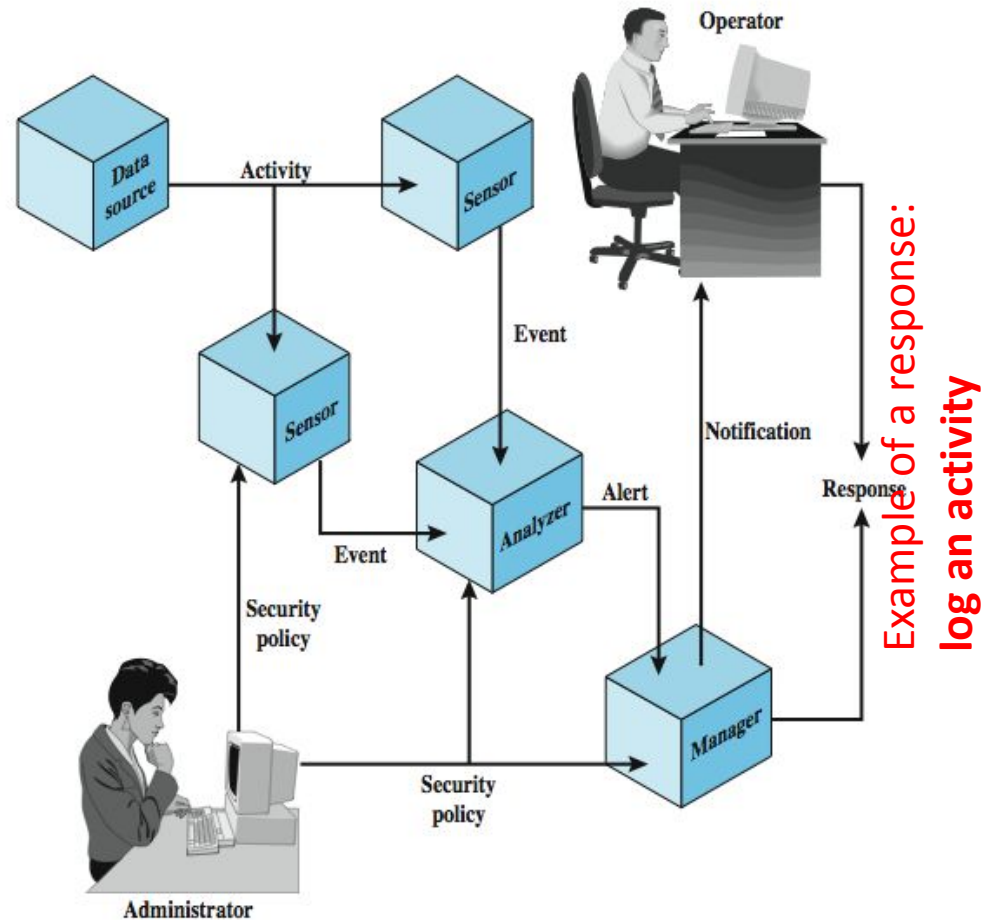 Operator
Data
source
Activity
Sensor
Sensor
Event
Notification
Response
Example of a response:
log an activity
Analyzer
Alert
Event
Security
policy
Manager
Security
policy
Administrator